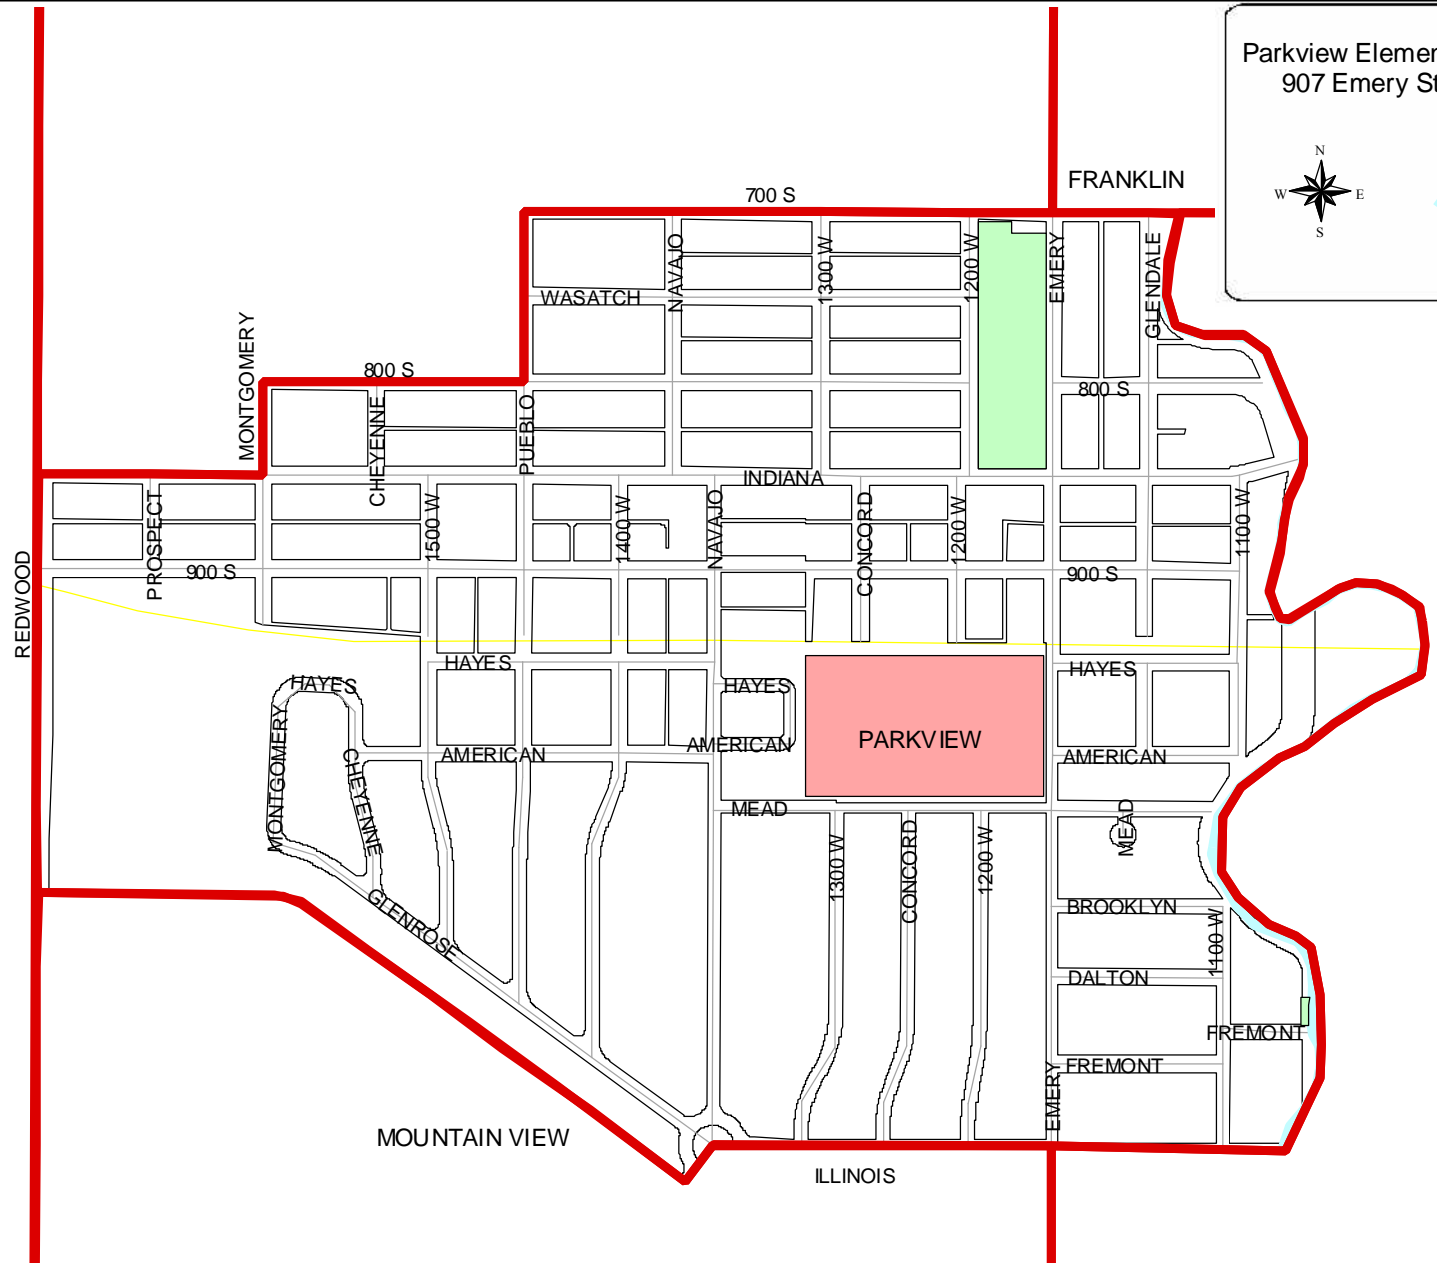 Parkview Elemen
907 Emery St
N
W
E
S
FRANKLIN
700 S
NAVAJO
1300 W
1200 W
EMERY
GLENDALE
WASATCH
MONTGOMERY
800 S
800 S
CHEYENNE
PUEBLO
INDIANA
PROSPECT
1500 W
1400 W
NAVAJO
CONCORD
1200 W
1100 W
REDWOOD
900 S
900 S
HAYES
HAYES
HAYES
HAYES
MONTGOMERY
CHEYENNE
AMERICAN
AMERICAN
PARKVIEW
AMERICAN
MEAD
MEAD
1300 W
CONCORD
1200 W
GLENROSE
BROOKLYN
1100 W
DALTON
FREMONT
FREMONT
EMERY
MOUNTAIN VIEW
ILLINOIS